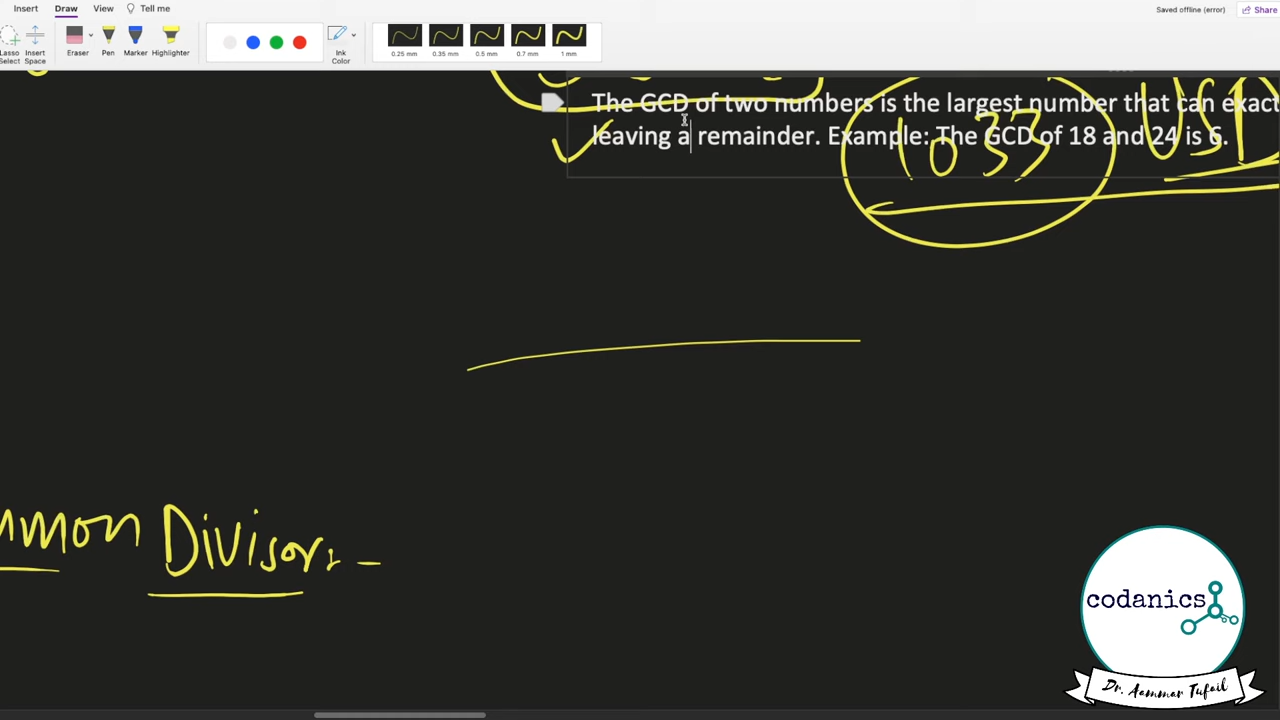 Insert Draw View Tell me
Saved offline (error) Share
Lasso Select Insert Space Eraser Pen Marker Highlighter Ink Color 0.25 mm 0.35 mm 0.5 mm 0.7 mm 1 mm
The GCD of two numbers is the largest number that can exact
leaving a remainder. Example: The GCD of 18 and 24 is 6.
1033
mmon Divisor:-
codanics
Dr. Aammar Tufail